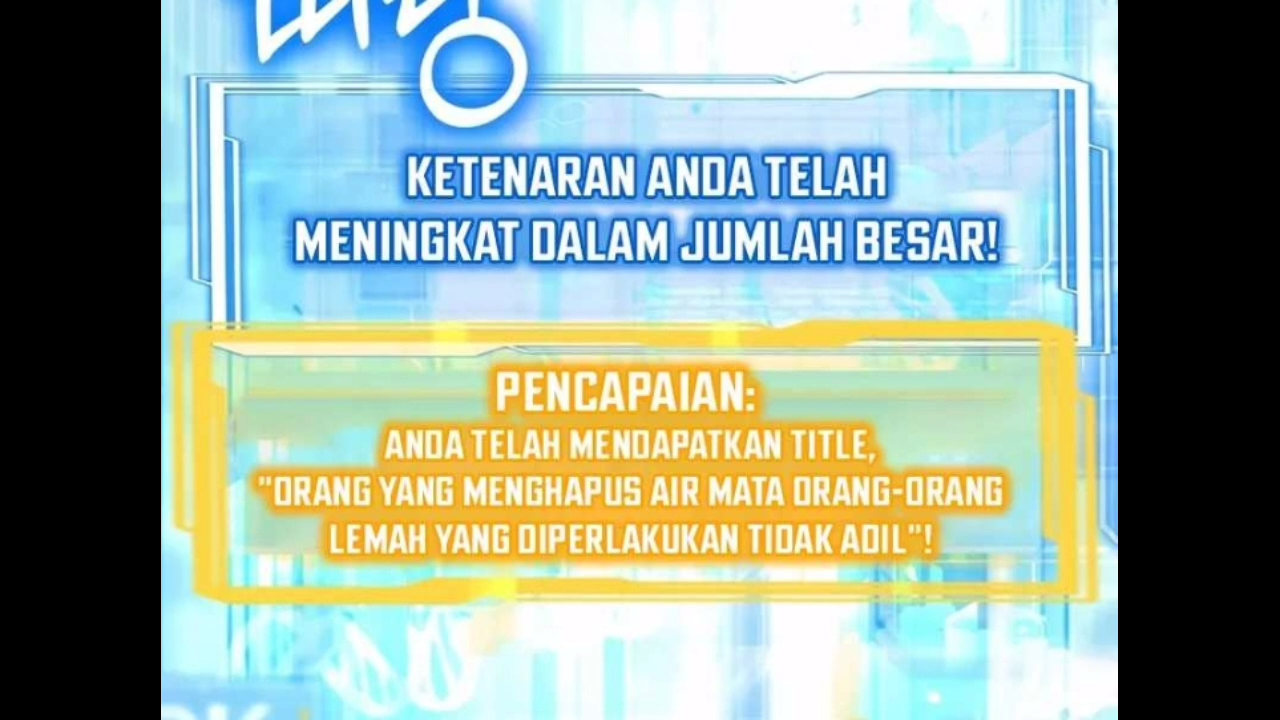 KETENARAN ANDA TELAH
MENINGKAT DALAM JUMLAH BESAR!
PENCAPAIAN:
ANDA TELAH MENDAPATKAN TITLE,
"ORANG YANG MENGHAPUS AIR MATA ORANG-ORANG
LEMAH YANG DIPERLAKUKAN TIDAK ADIL"!